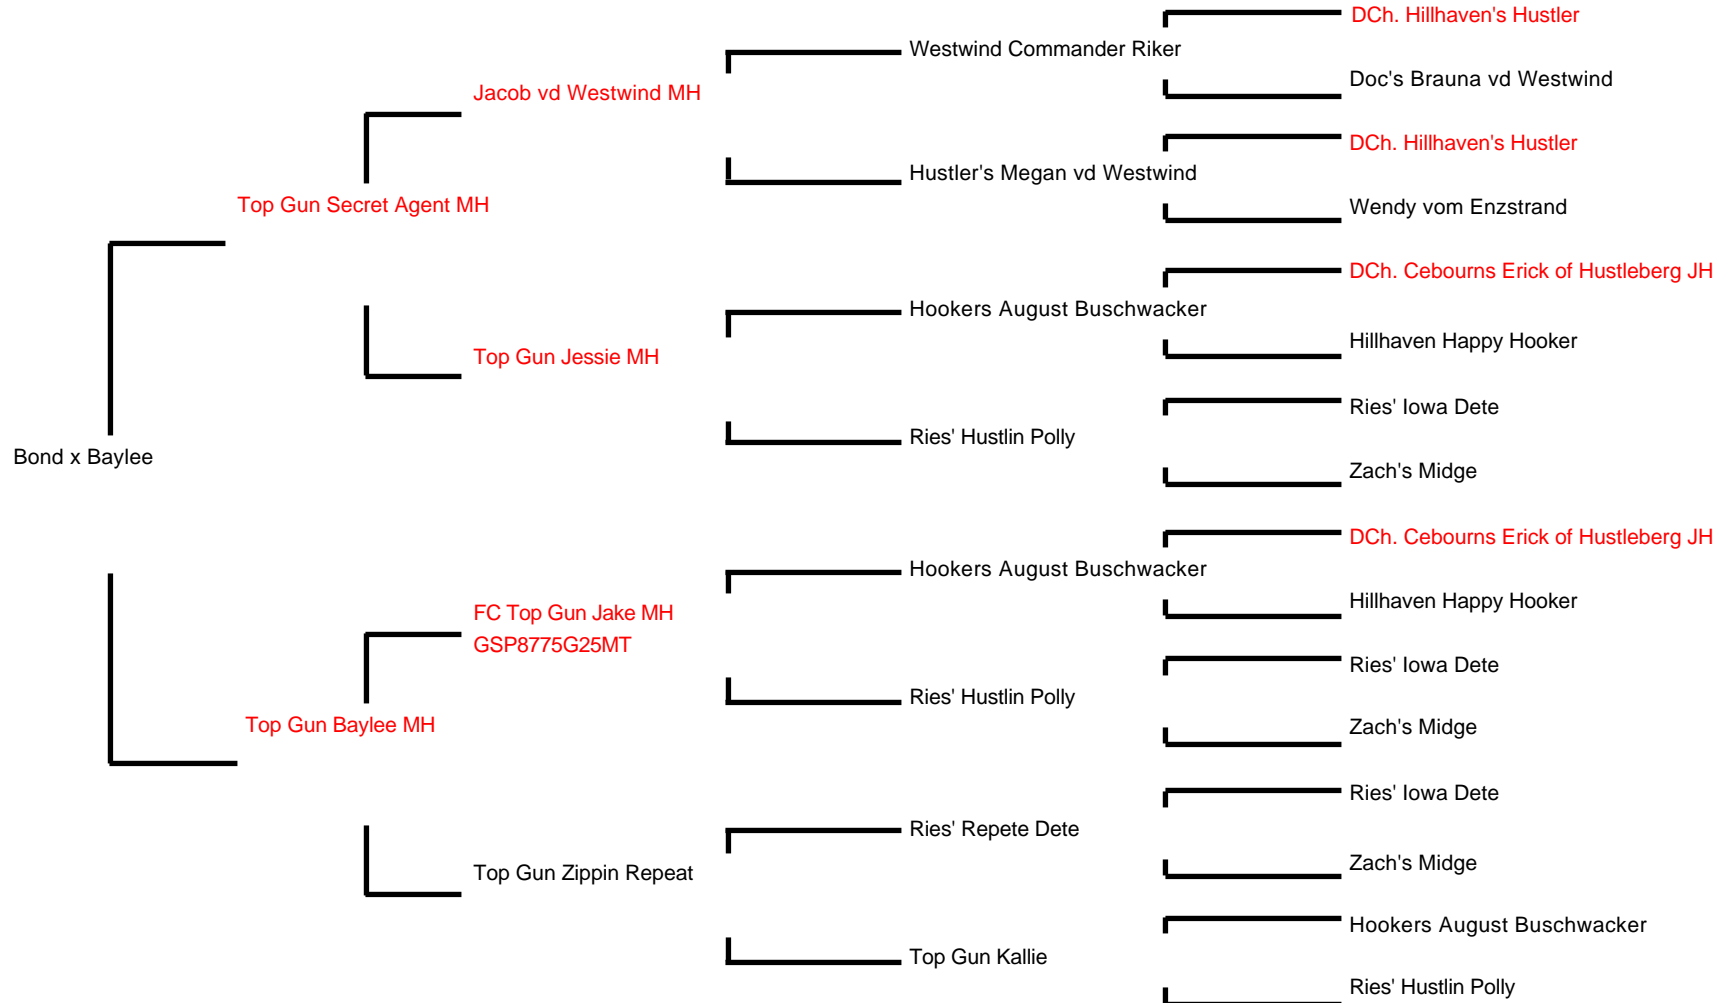 Bond x Baylee
Top Gun Secret Agent MH
Top Gun Baylee MH
Jacob vd Westwind MH
Top Gun Jessie MH
FC Top Gun Jake MH
GSP8775G25MT
Top Gun Zippin Repeat
Westwind Commander Riker
Hustler's Megan vd Westwind
Hookers August Buschwacker
Ries' Hustlin Polly
Hookers August Buschwacker
Ries' Hustlin Polly
Ries' Repete Dete
Top Gun Kallie
DCh. Hillhaven's Hustler
Doc's Brauna vd Westwind
DCh. Hillhaven's Hustler
Wendy vom Enzstrand
DCh. Cebourns Erick of Hustleberg JH
Hillhaven Happy Hooker
Ries' Iowa Dete
Zach's Midge
DCh. Cebourns Erick of Hustleberg JH
Hillhaven Happy Hooker
Ries' Iowa Dete
Zach's Midge
Ries' Iowa Dete
Zach's Midge
Hookers August Buschwacker
Ries' Hustlin Polly